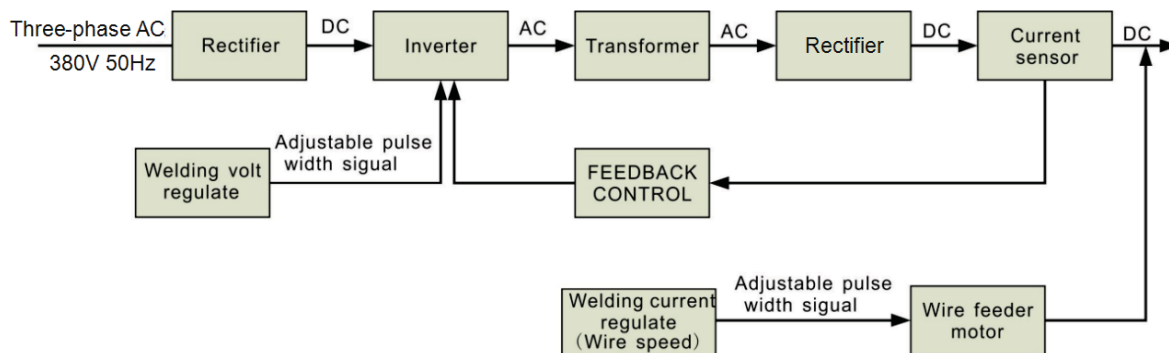 Three-phase AC
380V 50Hz
Rectifier
DC
Inverter
AC
Transformer
AC
Rectifier
DC
Current
sensor
DC
Welding volt
regulate
Adjustable pulse
width sigual
FEEDBACK
CONTROL
Welding current
regulate
(Wire speed)
Adjustable pulse
width sigual
Wire feeder
motor